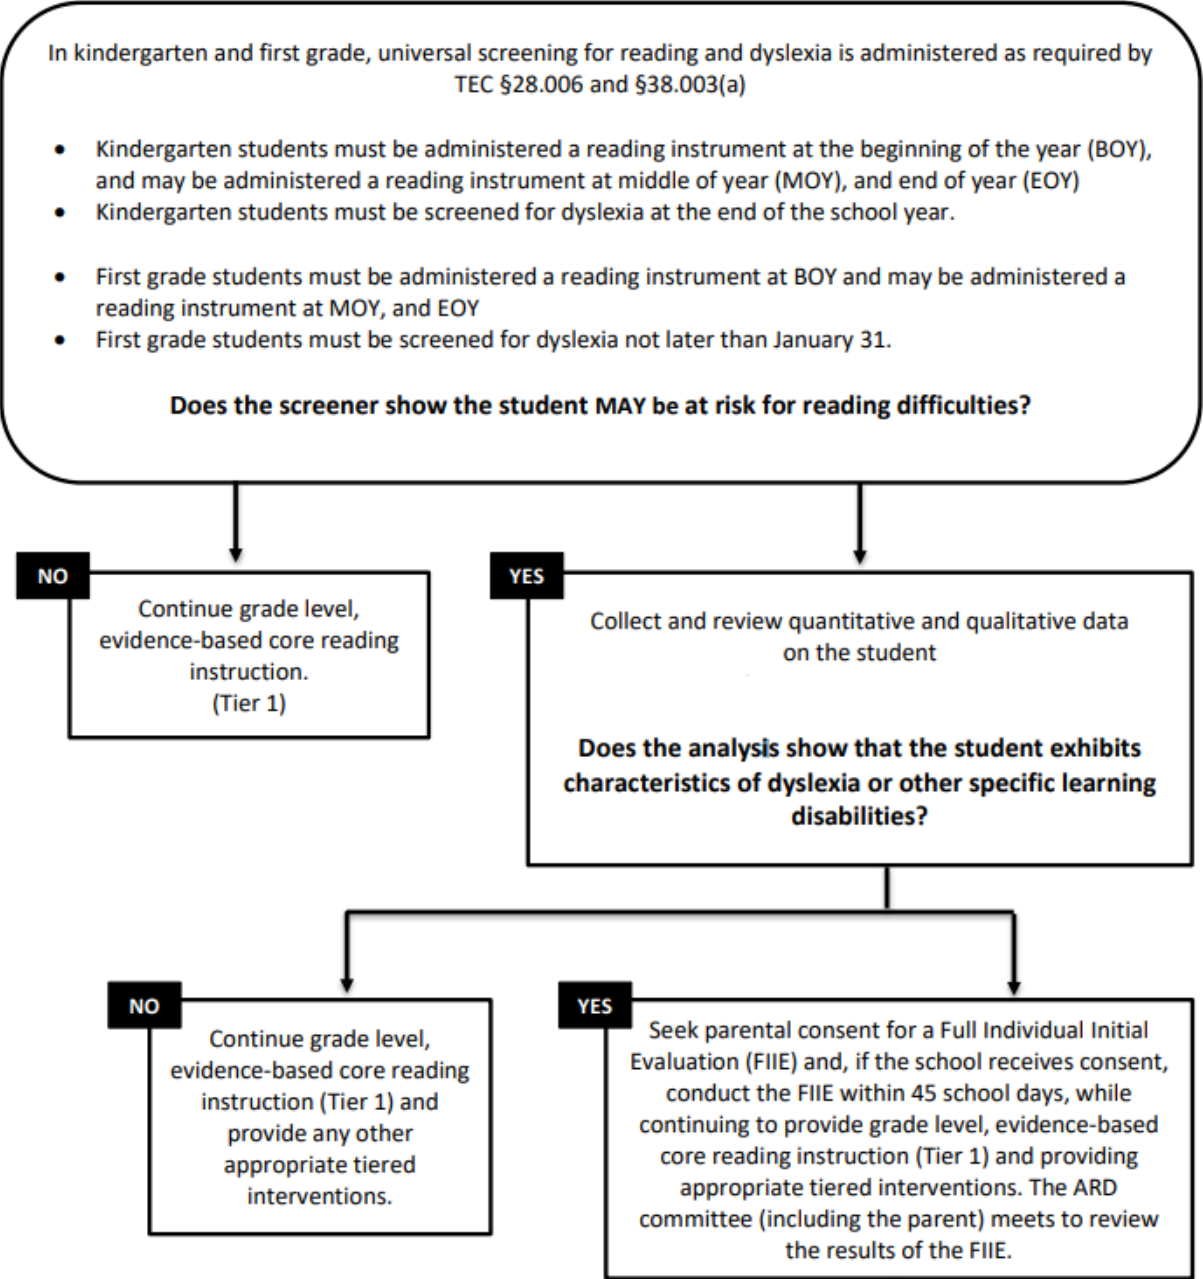 In kindergarten and first grade, universal screening for reading and dyslexia is administered as required by
TEC §28.006 and §38.003(a)
• Kindergarten students must be administered a reading instrument at the beginning of the year (BOY),
and may be administered a reading instrument at middle of year (MOY), and end of year (EOY)
• Kindergarten students must be screened for dyslexia at the end of the school year.
• First grade students must be administered a reading instrument at BOY and may be administered a
reading instrument at MOY, and EOY
• First grade students must be screened for dyslexia not later than January 31.
Does the screener show the student MAY be at risk for reading difficulties?
NO
Continue grade level,
evidence-based core reading
instruction.
(Tier 1)
YES
Collect and review quantitative and qualitative data
on the student
Does the analysis show that the student exhibits
characteristics of dyslexia or other specific learning
disabilities?
NO
Continue grade level,
evidence-based core reading
instruction (Tier 1) and
provide any other
appropriate tiered
interventions.
YES
Seek parental consent for a Full Individual Initial
Evaluation (FIIE) and, if the school receives consent,
conduct the FIIE within 45 school days, while
continuing to provide grade level, evidence-based
core reading instruction (Tier 1) and providing
appropriate tiered interventions. The ARD
committee (including the parent) meets to review
the results of the FIIE.